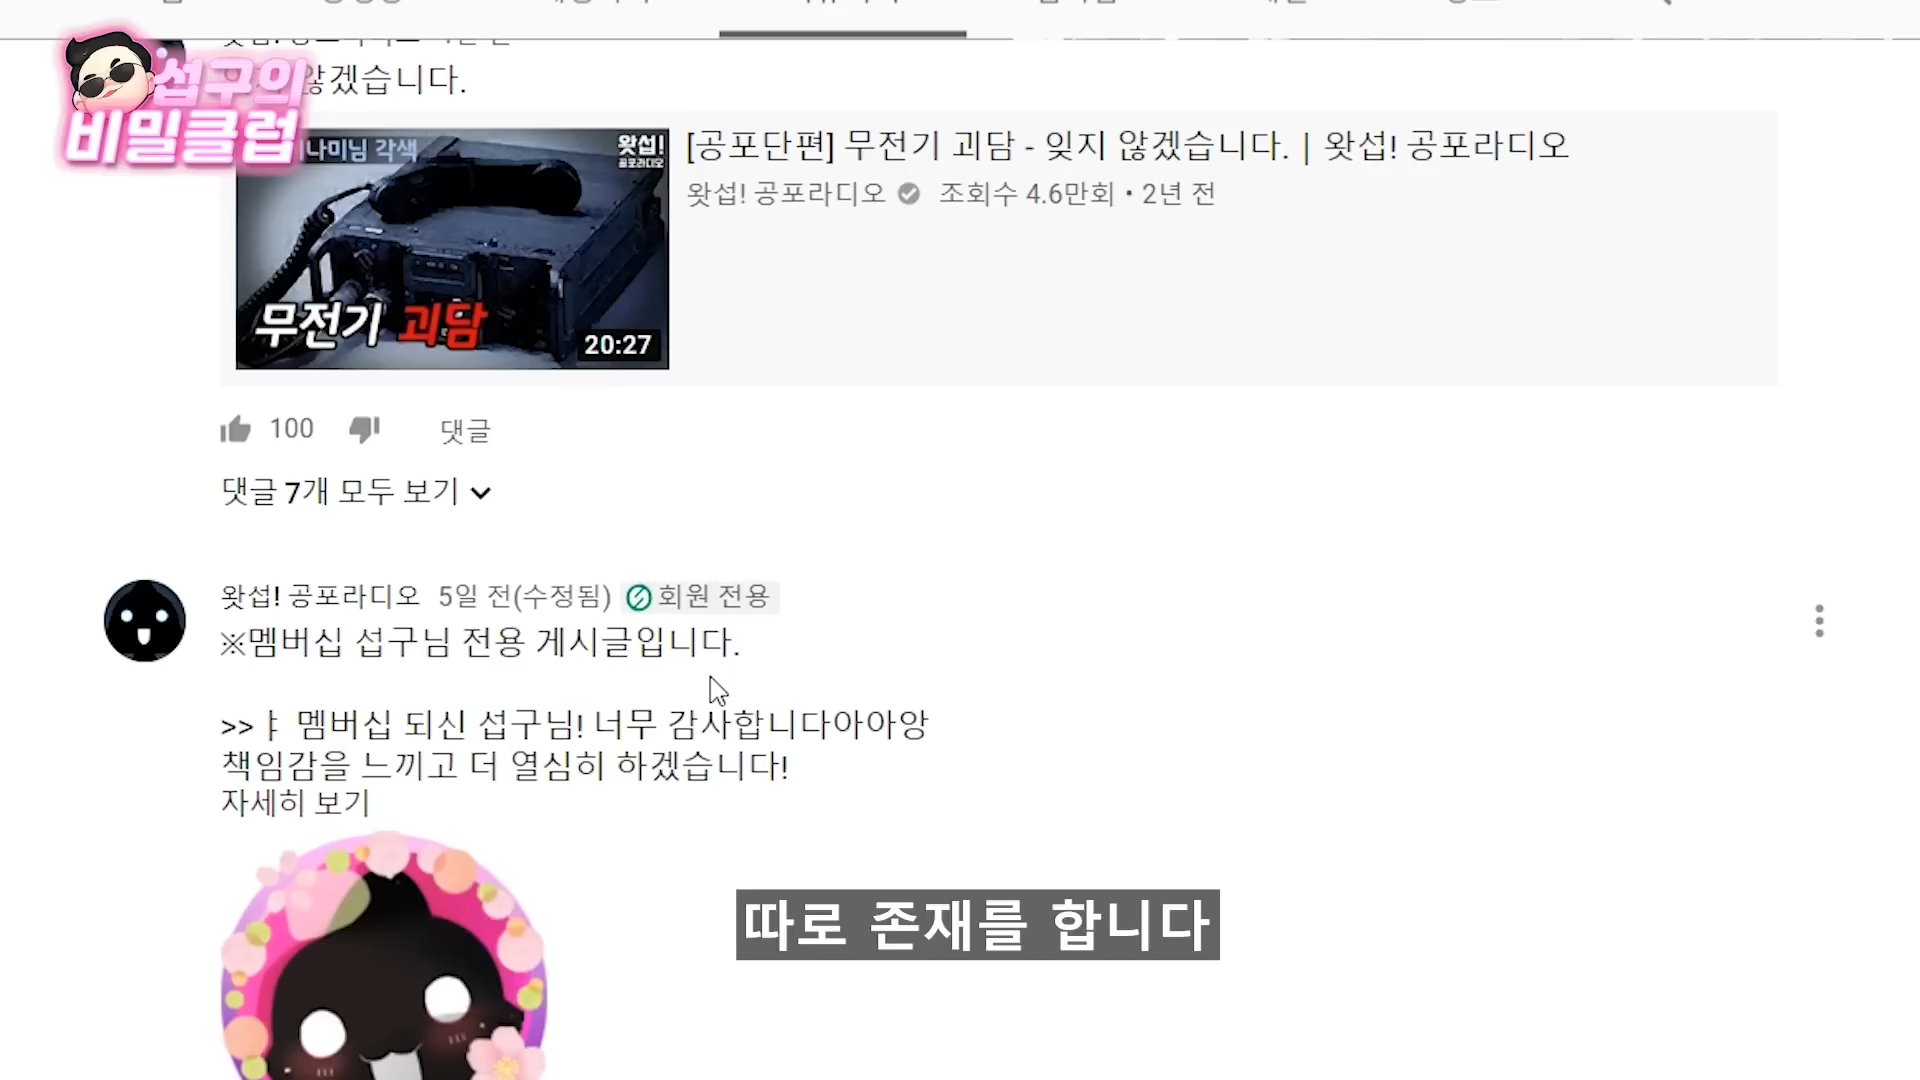 섭구의
비밀클럽
않겠습니다.
나미님 각색
왓섭!
공포라디오
무전기 괴담
20:27
[공포단편] 무전기 괴담 - 잊지 않겠습니다. | 왓섭! 공포라디오
왓섭! 공포라디오 조회수 4.6만회 • 2년 전
100 댓글
댓글 7개 모두 보기
왓섭! 공포라디오 5일 전(수정됨) 회원 전용
※멤버십 섭구님 전용 게시글입니다.
>>ㅑ 멤버십 되신 섭구님! 너무 감사합니다아아앙
책임감을 느끼고 더 열심히 하겠습니다!
자세히 보기
따로 존재를 합니다